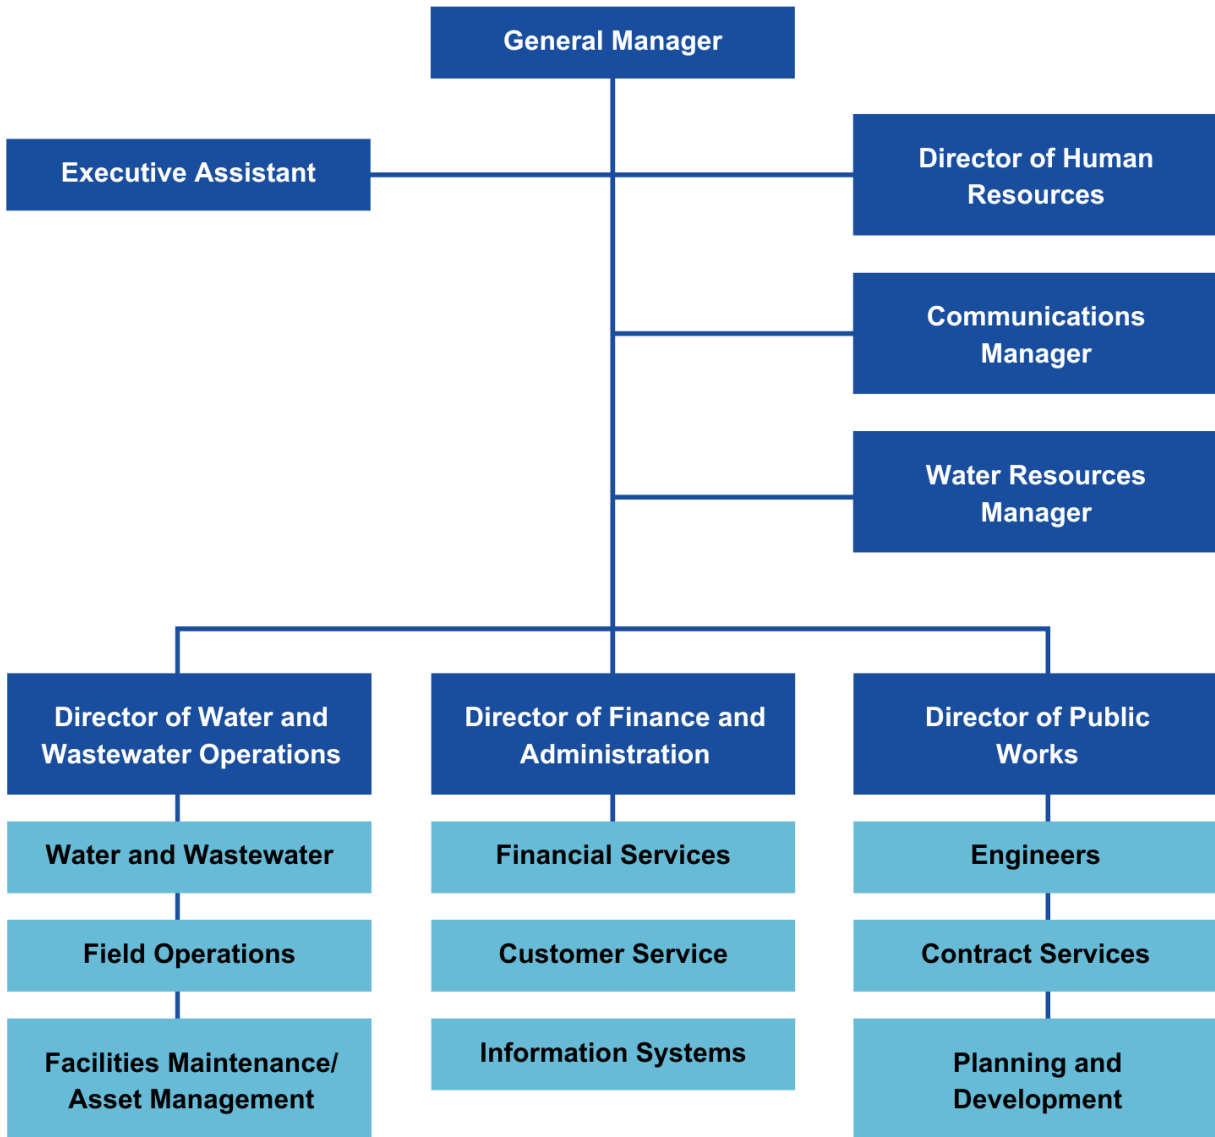 General Manager
Executive Assistant
Director of Human
Resources
Communications
Manager
Water Resources
Manager
Director of Water and
Wastewater Operations
Director of Finance and
Administration
Director of Public
Works
Water and Wastewater
Financial Services
Engineers
Field Operations
Customer Service
Contract Services
Facilities Maintenance/
Asset Management
Information Systems
Planning and
Development